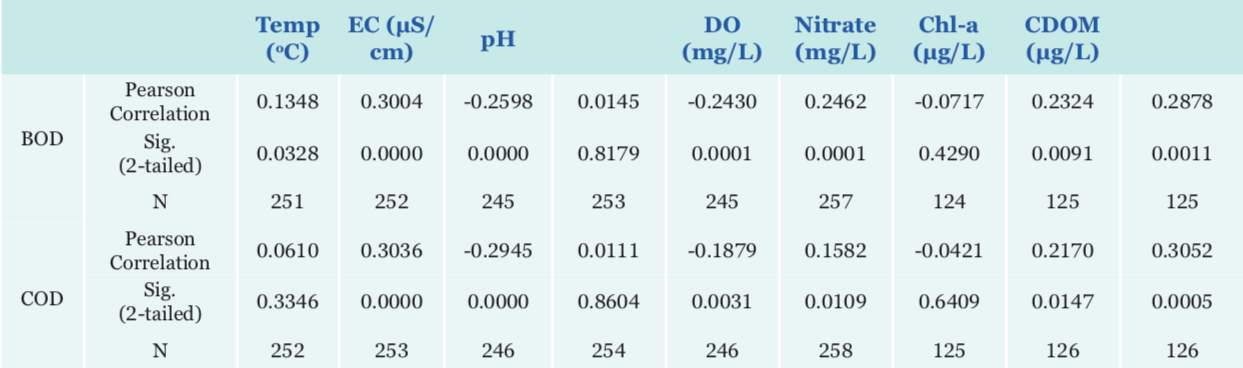 Temp (ºC) EC (µS/cm) pH DO (mg/L) Nitrate (mg/L) Chl-a (µg/L) CDOM (µg/L)
BOD
Pearson Correlation 0.1348 0.3004 -0.2598 0.0145 -0.2430 0.2462 -0.0717 0.2324 0.2878
Sig. (2-tailed) 0.0328 0.0000 0.0000 0.8179 0.0001 0.0001 0.4290 0.0091 0.0011
N 251 252 245 253 245 257 124 125 125
COD
Pearson Correlation 0.0610 0.3036 -0.2945 0.0111 -0.1879 0.1582 -0.0421 0.2170 0.3052
Sig. (2-tailed) 0.3346 0.0000 0.0000 0.8604 0.0031 0.0109 0.6409 0.0147 0.0005
N 252 253 246 254 246 258 125 126 126